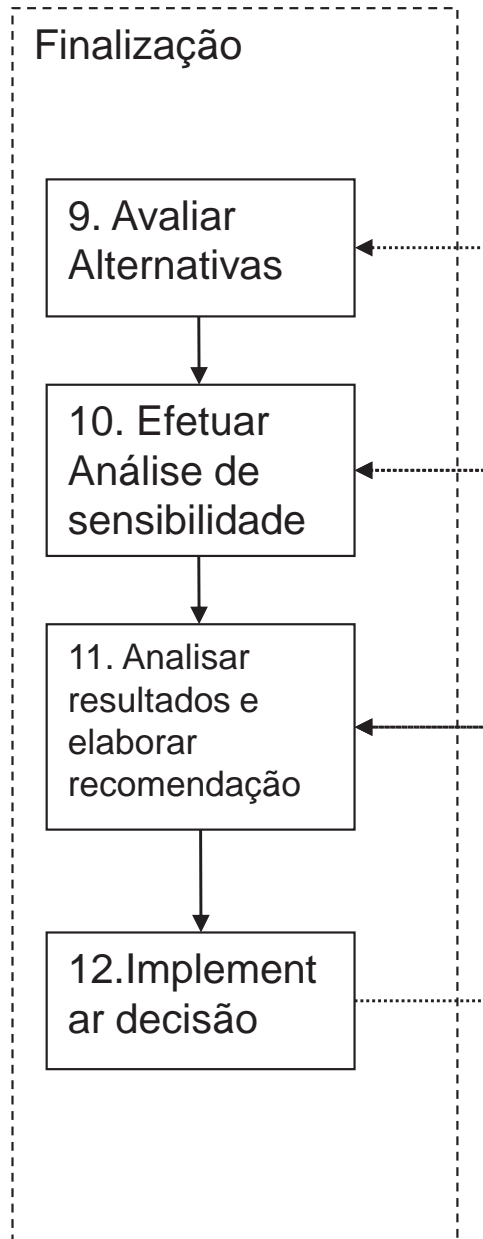 Finalização
9. Avaliar
Alternativas
10. Efetuar
Análise de
sensibilidade
11. Analisar
resultados e
elaborar
recomendação
12.Implement
ar decisão